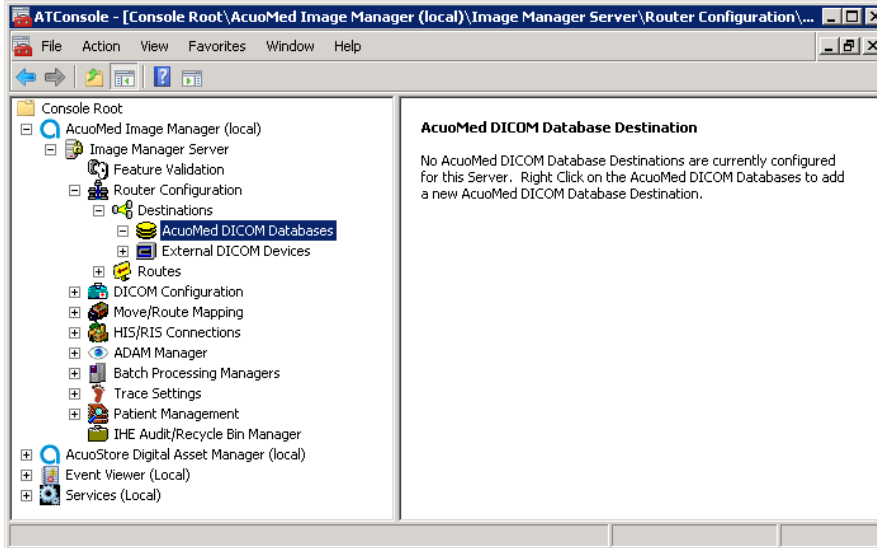 ATConsole - [Console Root\AcuoMed Image Manager (local)\Image Manager Server\Router Configuration\...
File Action View Favorites Window Help
Console Root
AcuoMed Image Manager (local)
Image Manager Server
Feature Validation
Router Configuration
Destinations
AcuoMed DICOM Databases
External DICOM Devices
Routes
DICOM Configuration
Move/Route Mapping
HIS/RIS Connections
ADAM Manager
Batch Processing Managers
Trace Settings
Patient Management
IHE Audit/Recycle Bin Manager
AcuoStore Digital Asset Manager (local)
Event Viewer (Local)
Services (Local)
AcuoMed DICOM Database Destination
No AcuoMed DICOM Database Destinations are currently configured
for this Server. Right Click on the AcuoMed DICOM Databases to add
a new AcuoMed DICOM Database Destination.